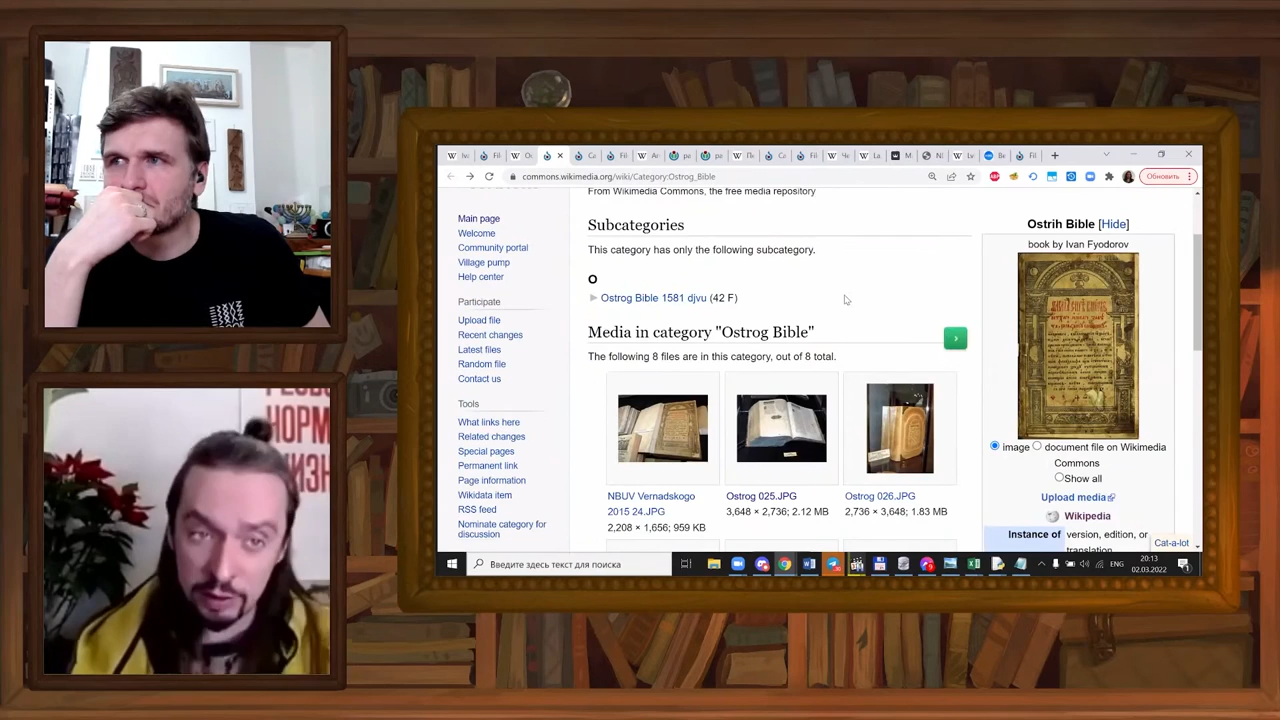 НОРМ
ЖИЗН
commons.wikimedia.org/wiki/Category:Ostrog_Bible
Обновить
From Wikimedia Commons, the free media repository
Main page
Welcome
Community portal
Village pump
Help center
Participate
Upload file
Recent changes
Latest files
Random file
Contact us
Tools
What links here
Related changes
Special pages
Permanent link
Page information
Wikidata item
RSS feed
Nominate category for
discussion
Subcategories
This category has only the following subcategory.
O
Ostrog Bible 1581 djvu (42 F)
Media in category "Ostrog Bible"
The following 8 files are in this category, out of 8 total.
NBUV Vernadskogo
2015 24.JPG
2,208 × 1,656; 959 KB
Ostrog 025.JPG
3,648 × 2,736; 2.12 MB
Ostrog 026.JPG
2,736 × 3,648; 1.83 MB
Ostrih Bible [Hide]
book by Ivan Fyodorov
image document file on Wikimedia
Commons
Show all
Upload media
Wikipedia
Instance of version, edition, or
translation
Cat-a-lot
Введите здесь текст для поиска
ENG
20:13
02.03.2022